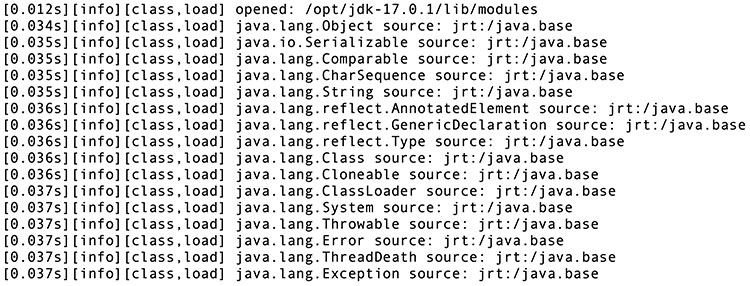 [0.012s][info][class,load] opened: /opt/jdk-17.0.1/lib/modules
[0.034s][info][class,load] java.lang.Object source: jrt:/java.base
[0.035s][info][class,load] java.io.Serializable source: jrt:/java.base
[0.035s][info][class,load] java.lang.Comparable source: jrt:/java.base
[0.035s][info][class,load] java.lang.CharSequence source: jrt:/java.base
[0.035s][info][class,load] java.lang.String source: jrt:/java.base
[0.036s][info][class,load] java.lang.reflect.AnnotatedElement source: jrt:/java.base
[0.036s][info][class,load] java.lang.reflect.GenericDeclaration source: jrt:/java.base
[0.036s][info][class,load] java.lang.reflect.Type source: jrt:/java.base
[0.036s][info][class,load] java.lang.Class source: jrt:/java.base
[0.036s][info][class,load] java.lang.Cloneable source: jrt:/java.base
[0.037s][info][class,load] java.lang.ClassLoader source: jrt:/java.base
[0.037s][info][class,load] java.lang.System source: jrt:/java.base
[0.037s][info][class,load] java.lang.Throwable source: jrt:/java.base
[0.037s][info][class,load] java.lang.Error source: jrt:/java.base
[0.037s][info][class,load] java.lang.ThreadDeath source: jrt:/java.base
[0.037s][info][class,load] java.lang.Exception source: jrt:/java.base